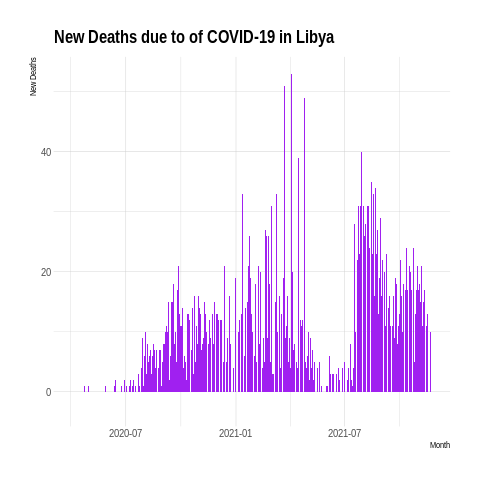 New Deaths due to of COVID-19 in Libya
New Deaths
40
20
0
2020-07
2021-01
2021-07
Month